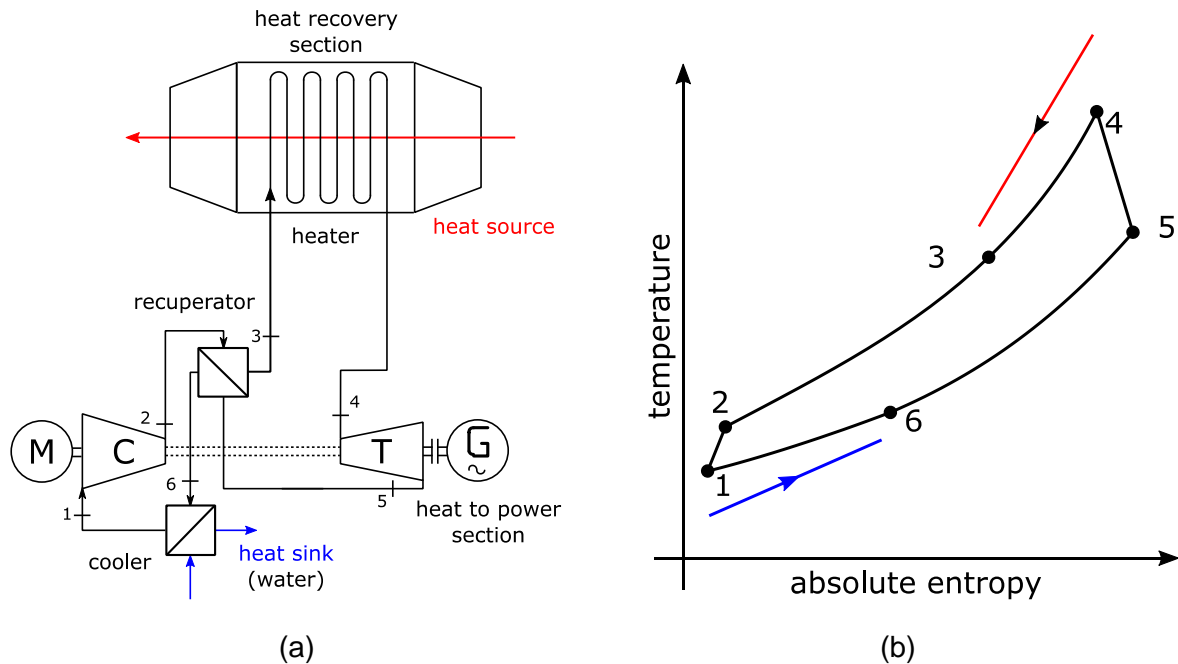 heat recovery
section
heat source
heater
recuperator
3
2
4
M
C
T
G
~
6
5
1
heat to power
section
cooler
heat sink
(water)
(a)
temperature
4
5
3
2
6
1
absolute entropy
(b)